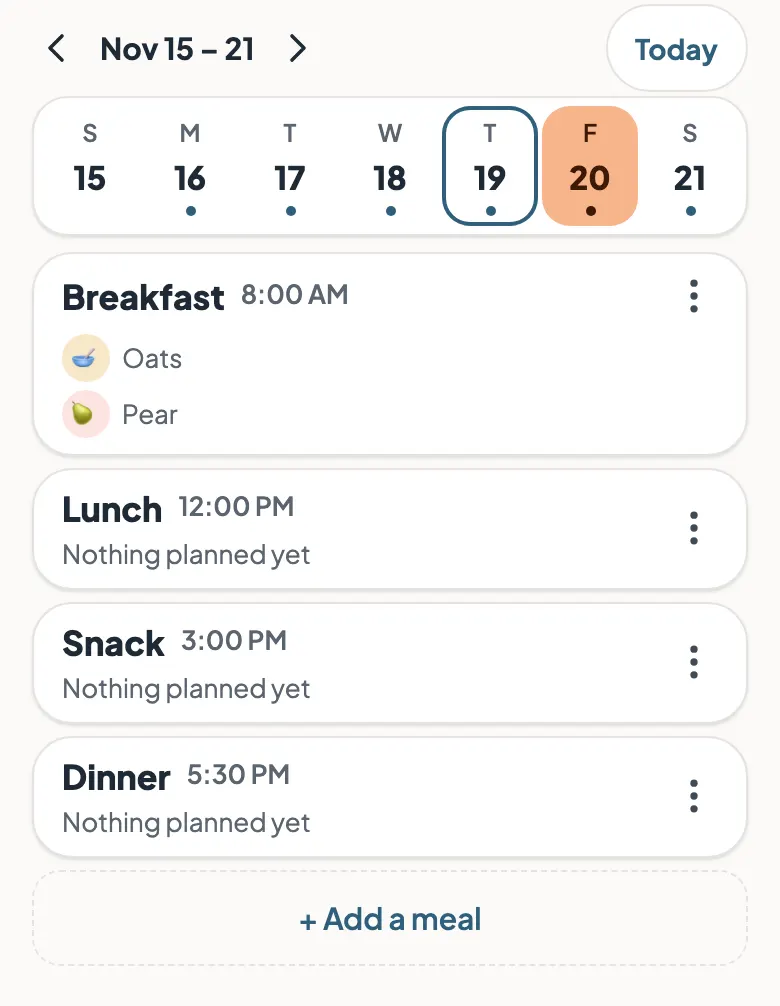 Nov 15 – 21
Today
S M T W T F S
15 16 17 18 19 20 21
Breakfast 8:00 AM
Oats
Pear
Lunch 12:00 PM
Nothing planned yet
Snack 3:00 PM
Nothing planned yet
Dinner 5:30 PM
Nothing planned yet
+ Add a meal